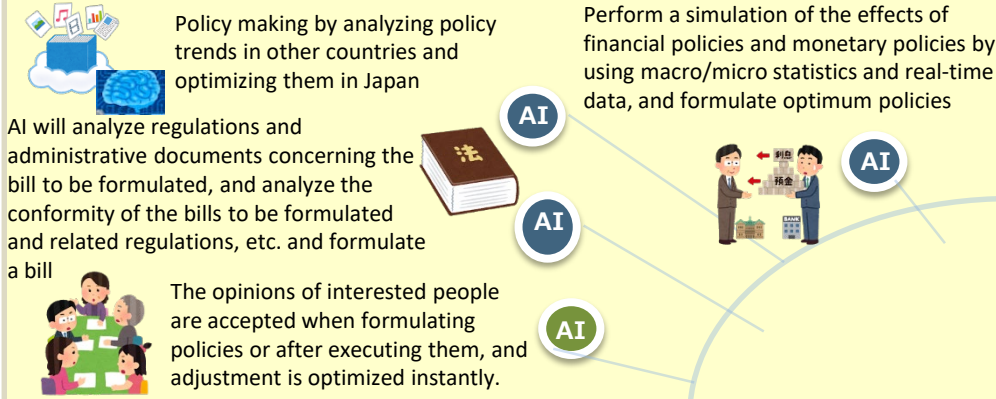 Policy making by analyzing policy
trends in other countries and
optimizing them in Japan
AI
AI will analyze regulations and
administrative documents concerning the
bill to be formulated, and analyze the
conformity of the bills to be formulated
and related regulations, etc. and formulate
a bill
法
AI
The opinions of interested people
are accepted when formulating
policies or after executing them, and
adjustment is optimized instantly.
AI
Perform a simulation of the effects of
financial policies and monetary policies by
using macro/micro statistics and real-time
data, and formulate optimum policies
利点
預金
BANK
AI